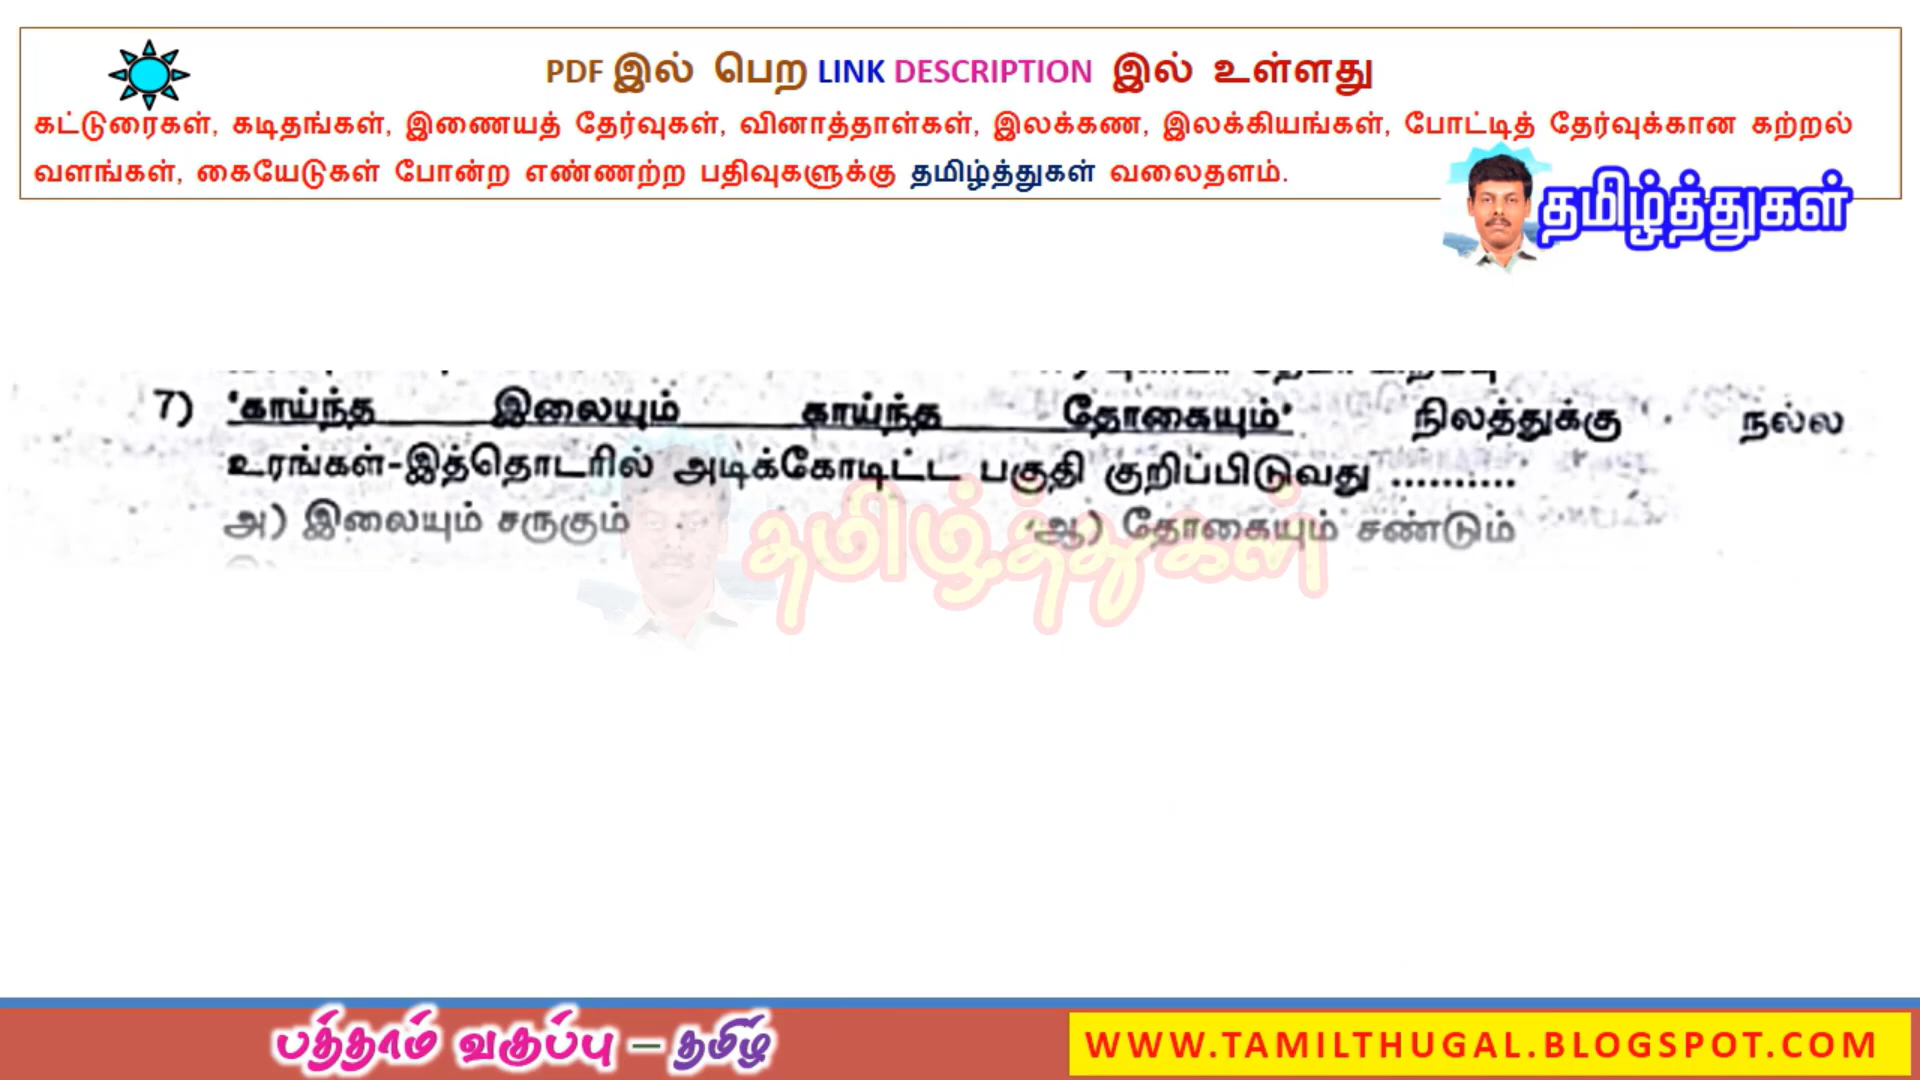 PDF இல் பெற LINK DESCRIPTION இல் உள்ளது
கட்டுரைகள், கடிதங்கள், இணையத் தேர்வுகள், வினாத்தாள்கள், இலக்கண, இலக்கியங்கள், போட்டித் தேர்வுக்கான கற்றல்
வளங்கள், கையேடுகள் போன்ற எண்ணற்ற பதிவுகளுக்கு தமிழ்த்துகள் வலைதளம்.
தமிழ்த்துகள்
7) 'காய்ந்த இலையும் காய்ந்த தோகையும்' நிலத்துக்கு நல்ல
உரங்கள்-இத்தொடரில் அடிக்கோடிட்ட பகுதி குறிப்பிடுவது ..........
அ) இலையும் சருகும் ஆ) தோகையும் சண்டும்
தமிழ்த்துகள்
பத்தாம் வகுப்பு – தமிழ்
WWW.TAMILTHUGAL.BLOGSPOT.COM